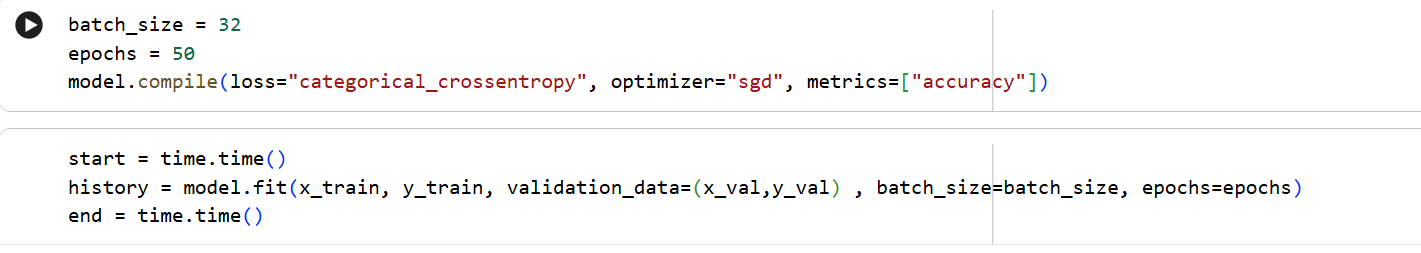 batch_size = 32
epochs = 50
model.compile(loss="categorical_crossentropy", optimizer="sgd", metrics=["accuracy"])
start = time.time()
history = model.fit(x_train, y_train, validation_data=(x_val,y_val) , batch_size=batch_size, epochs=epochs)
end = time.time()